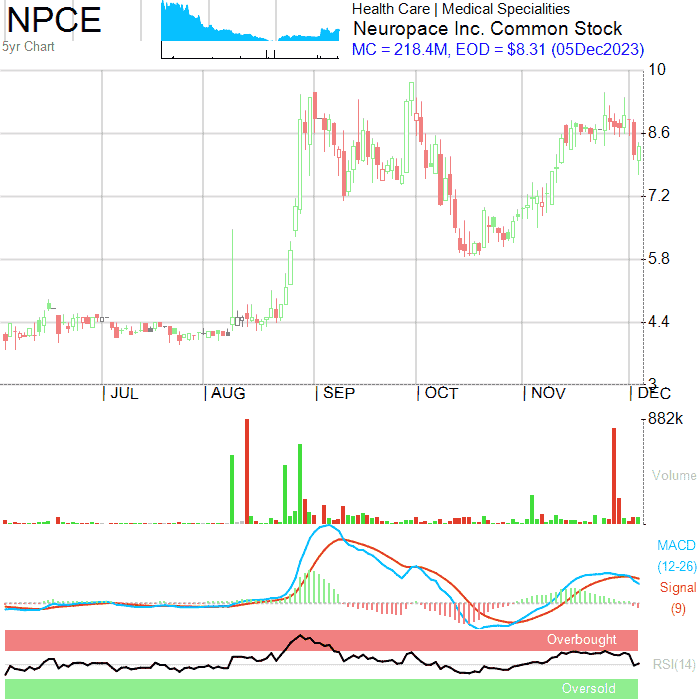 NPCE
5yr Chart
Health Care | Medical Specialities
Neuropace Inc. Common Stock
MC = 218.4M, EOD = $8.31 (05Dec2023)
10
8.6
7.2
5.8
4.4
3
| JUL | AUG | SEP | OCT | NOV | DEC
882k
Volume
MACD
(12-26)
Signal
(9)
Overbought
RSI(14)
Oversold